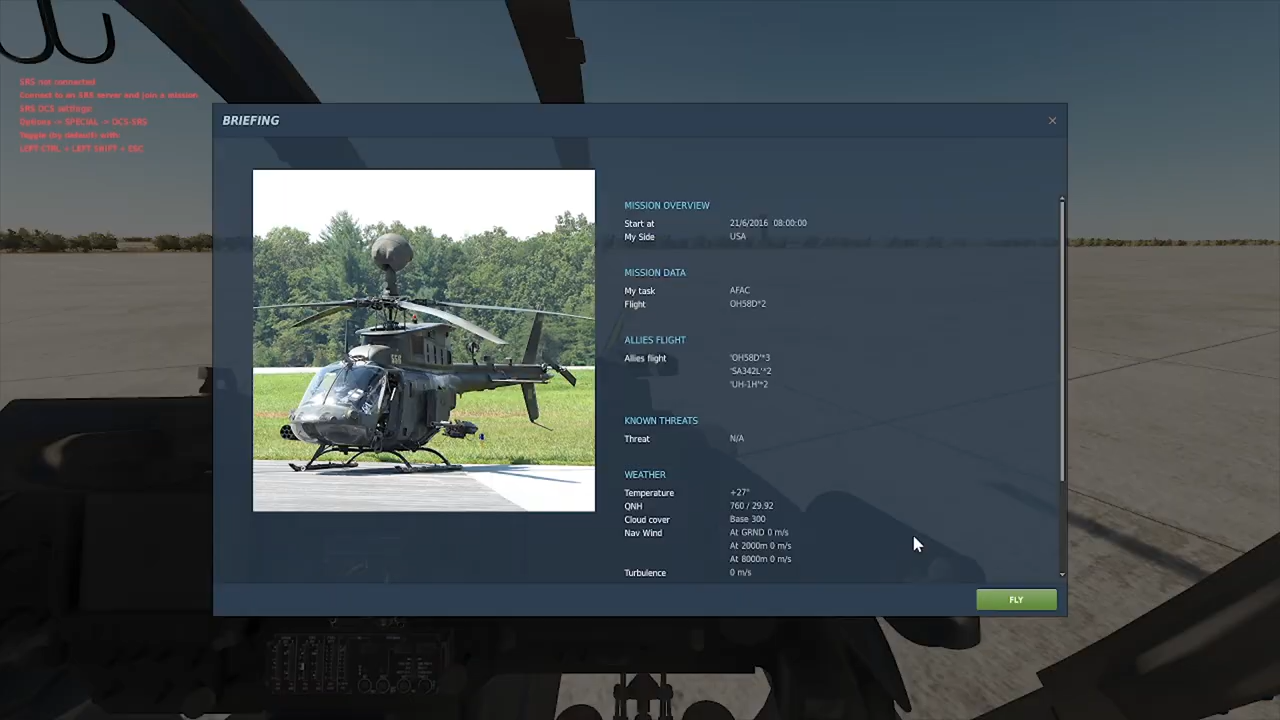 SRS not connected
Connect to an SRS server and join a mission
SRS DCS settings:
Options -> SPECIAL -> DCS-SRS
Toggle (by default) with:
LEFT CTRL + LEFT SHIFT + ESC
BRIEFING
MISSION OVERVIEW
Start at 21/6/2016 08:00:00
My Side USA
MISSION DATA
My task AFAC
Flight OH58D*2
ALLIES FLIGHT
Allies flight 'OH58D'*3
'SA342L'*2
'UH-1H'*2
KNOWN THREATS
Threat N/A
WEATHER
Temperature +27°
QNH 760 / 29.92
Cloud cover Base 300
Nav Wind At GRND 0 m/s
At 2000m 0 m/s
At 8000m 0 m/s
Turbulence 0 m/s
FLY